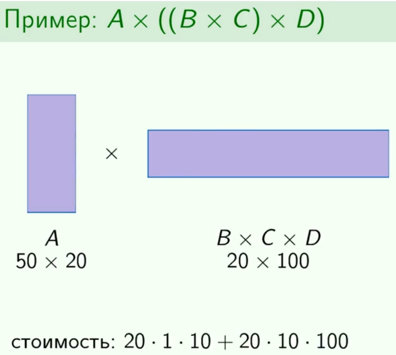 Пример: A × ((B × C) × D)
×
A B × C × D
50 × 20 20 × 100
стоимость: 20 · 1 · 10 + 20 · 10 · 100